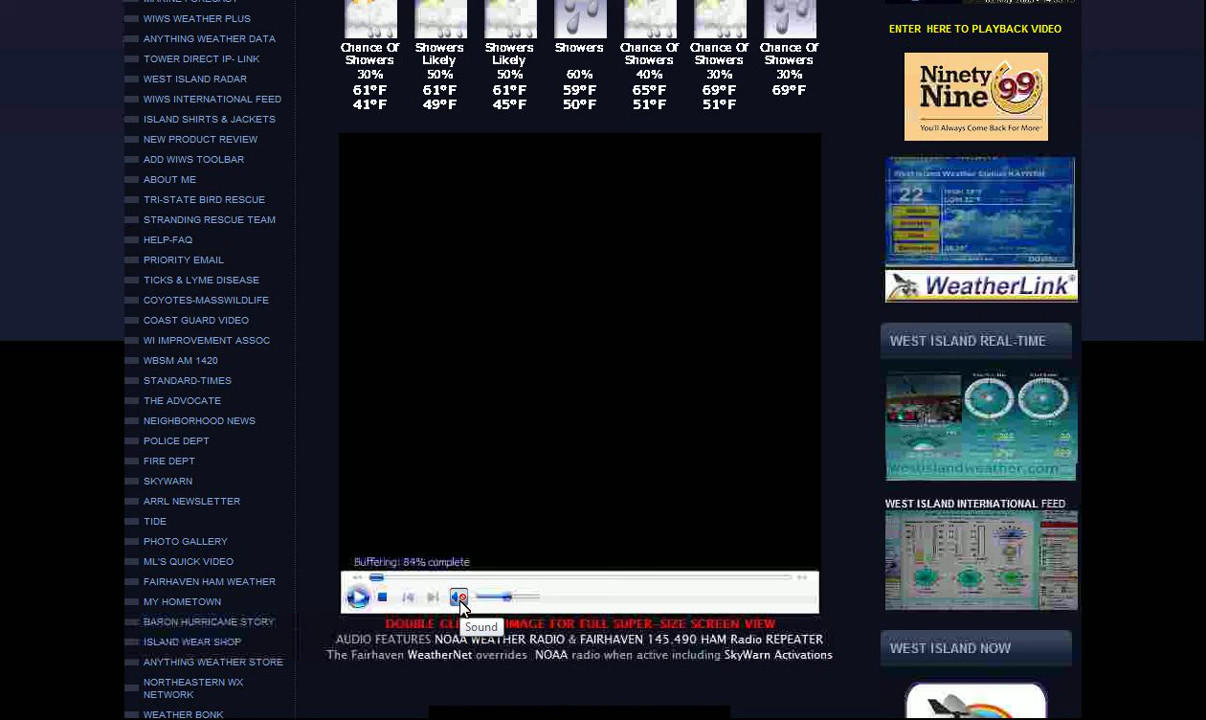 WIWS WEATHER PLUS
ANYTHING WEATHER DATA
TOWER DIRECT IP- LINK
WEST ISLAND RADAR
WIWS INTERNATIONAL FEED
ISLAND SHIRTS & JACKETS
NEW PRODUCT REVIEW
ADD WIWS TOOLBAR
ABOUT ME
TRI-STATE BIRD RESCUE
STRANDING RESCUE TEAM
HELP-FAQ
PRIORITY EMAIL
TICKS & LYME DISEASE
COYOTES-MASSWILDLIFE
COAST GUARD VIDEO
WI IMPROVEMENT ASSOC
WBSM AM 1420
STANDARD-TIMES
THE ADVOCATE
NEIGHBORHOOD NEWS
POLICE DEPT
FIRE DEPT
SKYWARN
ARRL NEWSLETTER
TIDE
PHOTO GALLERY
ML'S QUICK VIDEO
FAIRHAVEN HAM WEATHER
MY HOMETOWN
BARON HURRICANE STORY
ISLAND WEAR SHOP
ANYTHING WEATHER STORE
NORTHEASTERN WX
NETWORK
WEATHER BONK
Chance Of Showers Showers Showers Chance Of Chance Of Chance Of
Showers Likely Likely Showers Showers Showers
30% 50% 50% 60% 40% 30% 30%
61°F 61°F 61°F 59°F 65°F 69°F 69°F
41°F 49°F 45°F 50°F 51°F 51°F
Buffering: 84% complete
Sound
DOUBLE CL IMAGE FOR FULL SUPER-SIZE SCREEN VIEW
AUDIO FEATURES NOAA WEATHER RADIO & FAIRHAVEN 145.490 HAM Radio REPEATER
The Fairhaven WeatherNet overrides NOAA radio when active including SkyWarn Activations
ENTER HERE TO PLAYBACK VIDEO
Ninety
Nine 99
You'll Always Come Back For More
West Island Weather Station
22
WeatherLink
WEST ISLAND REAL-TIME
westislandweather.com
WEST ISLAND INTERNATIONAL FEED
WEST ISLAND NOW